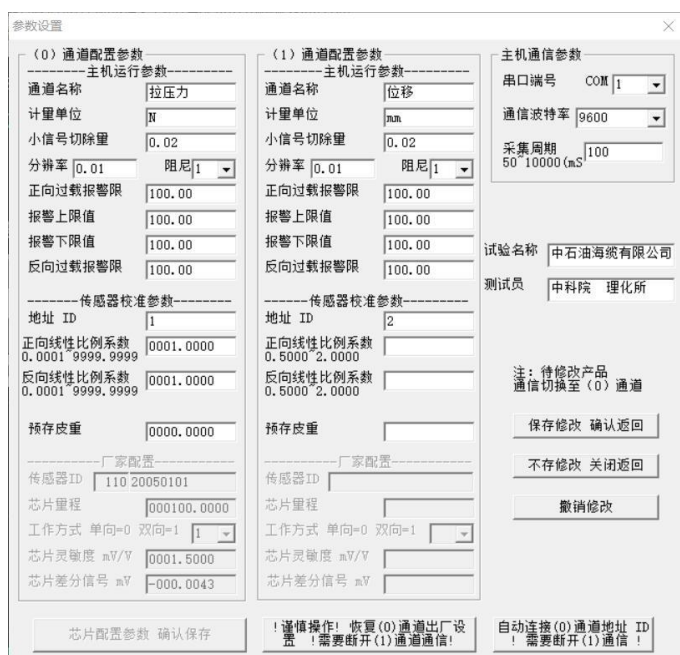 参数设置
(0) 通道配置参数
--------主机运行参数---------
通道名称 拉压力
计量单位 N
小信号切除量 0.02
分辨率 0.01 阻尼 1
正向过载报警限 100.00
报警上限值 100.00
报警下限值 100.00
反向过载报警限 100.00
-------传感器校准参数-------
地址 ID 1
正向线性比例系数 0001.0000
0.0001~9999.9999
反向线性比例系数 0001.0000
0.0001~9999.9999
预存皮重 0000.0000
----------厂家配置----------
传感器ID 110 20050101
芯片量程 000100.0000
工作方式 单向=0 双向=1 1
芯片灵敏度 mV/V 0001.5000
芯片差分信号 mV -000.0043
(1) 通道配置参数
--------主机运行参数---------
通道名称 位移
计量单位 mm
小信号切除量 0.02
分辨率 0.01 阻尼 1
正向过载报警限 100.00
报警上限值 100.00
报警下限值 100.00
反向过载报警限 100.00
-------传感器校准参数-------
地址 ID 2
正向线性比例系数
0.5000~2.0000
反向线性比例系数
0.5000~2.0000
预存皮重
----------厂家配置----------
传感器ID
芯片量程
工作方式 单向=0 双向=1
芯片灵敏度 mV/V
芯片差分信号 mV
主机通信参数
串口端号 COM 1
通信波特率 9600
采集周期 100
50~10000(mS
试验名称 中石油海缆有限公司
测试员 中科院 理化所
注: 待修改产品
通信切换至(0)通道
保存修改 确认返回
不存修改 关闭返回
撤销修改
芯片配置参数 确认保存
!谨慎操作! 恢复(0)通道出厂设
置 !需要断开(1)通道通信!
自动连接(0)通道地址 ID
! 需要断开(1)通信 !